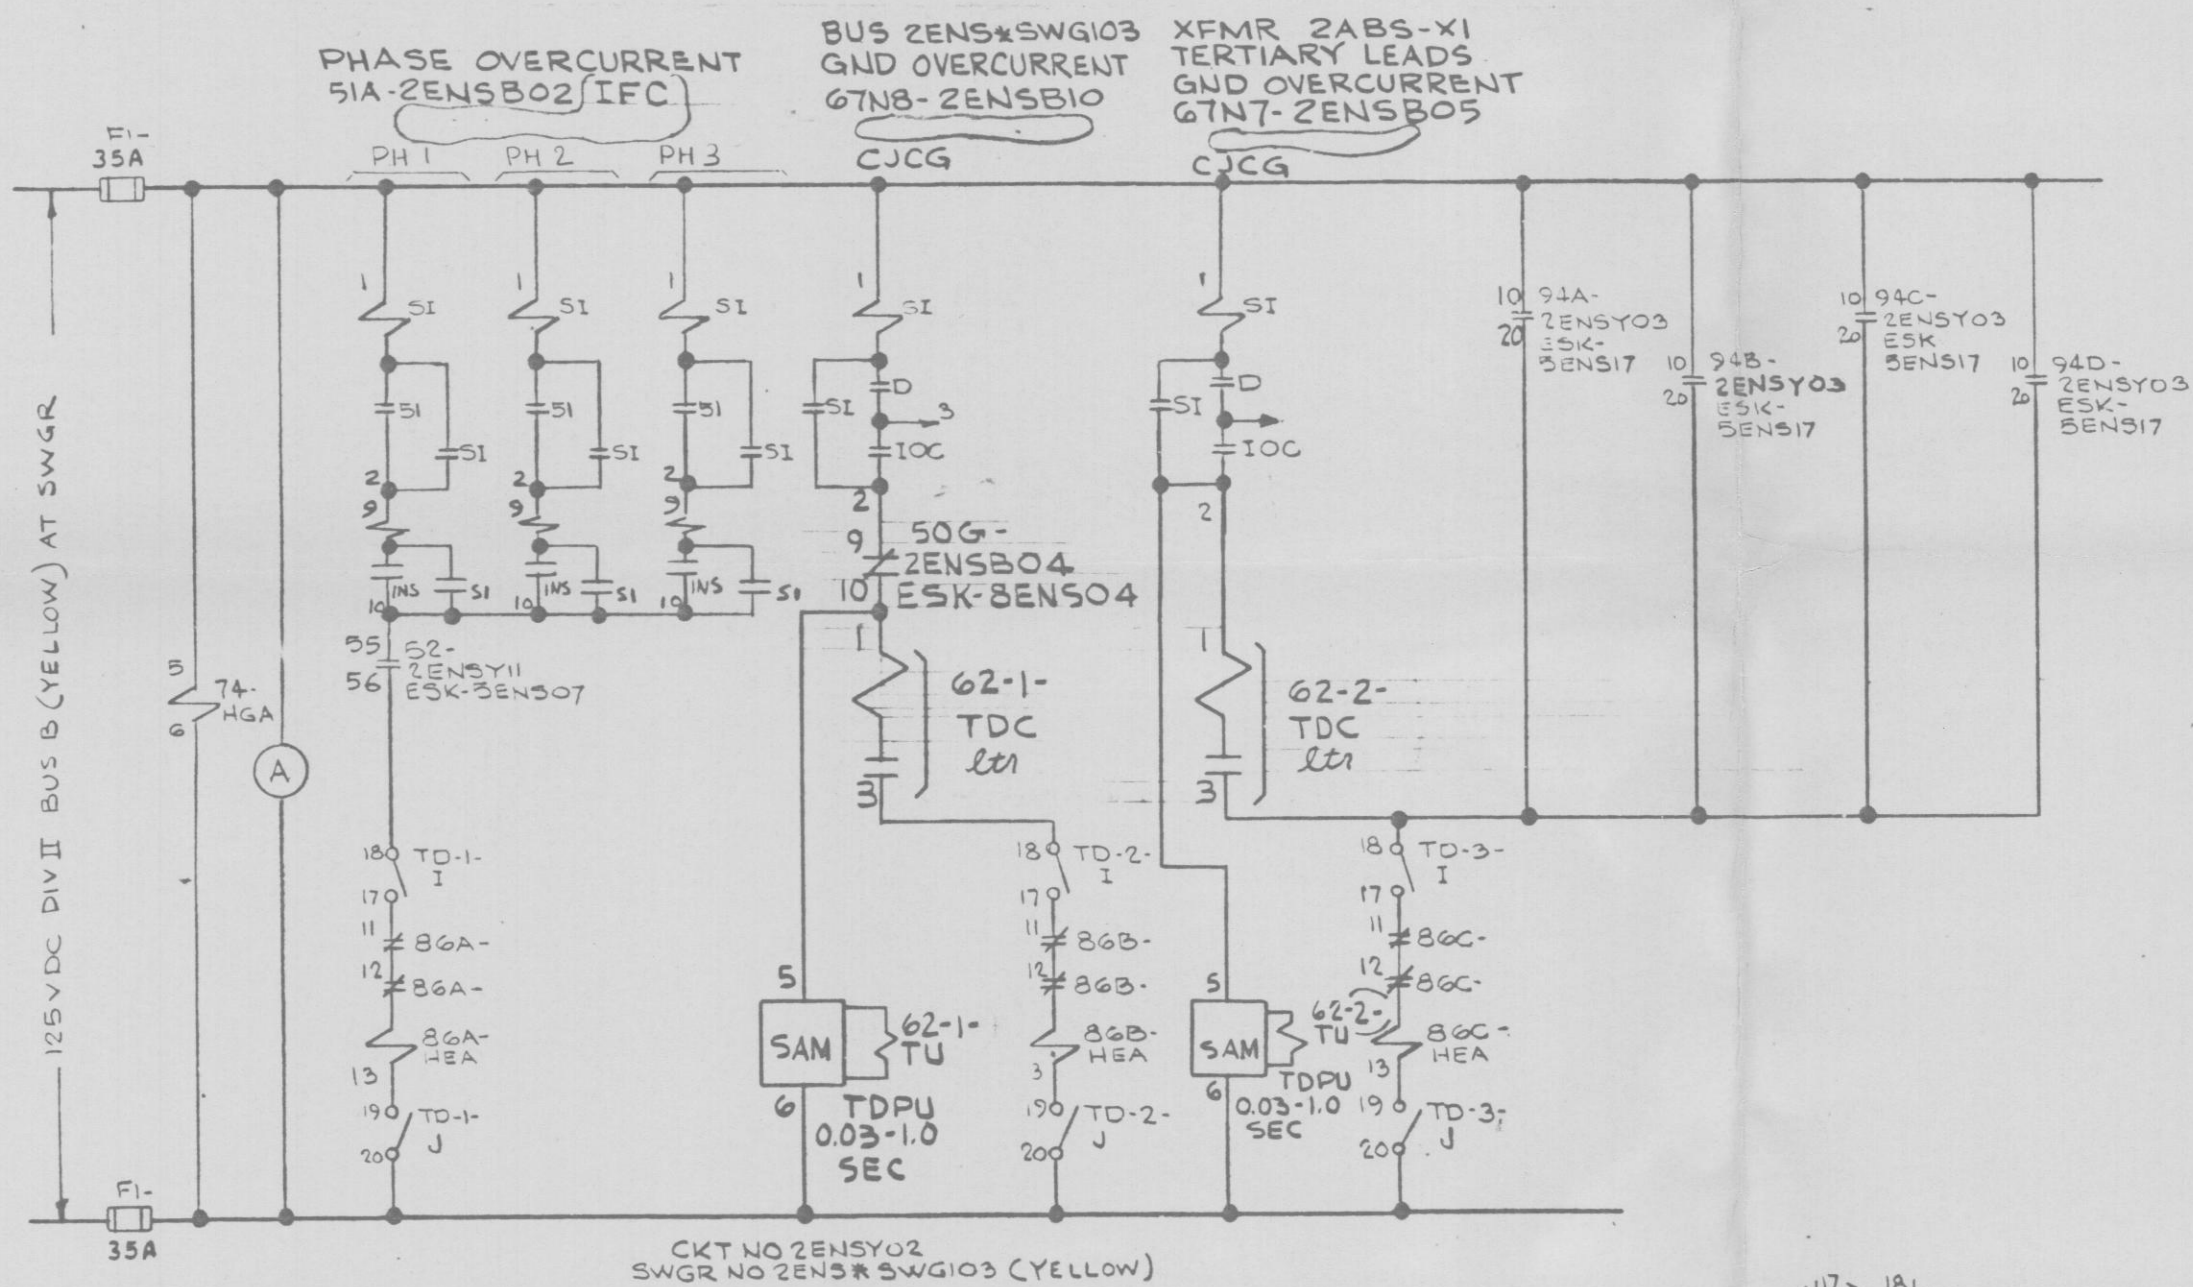 PHASE OVERCURRENT
51A-2ENSB02 (IFC)
BUS 2ENS*SWG103
GND OVERCURRENT
67N8-2ENSB10
CJCG
XFMR 2ABS-X1
TERTIARY LEADS
GND OVERCURRENT
67N7-2ENSB05
CJCG
F1-
35A
PH 1
PH 2
PH 3
125VDC DIV II BUS B (YELLOW) AT SWGR
1
SI
1
SI
1
SI
1
SI
1
SI
51
SI
51
SI
51
SI
SI
D
3
IOC
SI
D
IOC
2
2
2
2
2
9
9
9
INS
SI
INS
SI
INS
SI
10
10
10
9
50G-
2ENSB04
10
ESK-8ENS04
10
94A-
20
2ENSY03
ESK-
5ENS17
10
94B-
20
2ENSY03
ESK-
5ENS17
10
94C-
20
2ENSY03
ESK
5ENS17
10
94D-
20
2ENSY03
ESK-
5ENS17
5
74-
HGA
6
A
55
52-
2ENSY11
56
ESK-5ENS07
1
62-1-
TDC
ltr
3
1
62-2-
TDC
ltr
3
18
TD-1-
I
17
11
86A-
12
86A-
86A-
HEA
13
19
TD-1-
J
20
5
SAM
62-1-
TU
6
TDPU
0.03-1.0
SEC
18
TD-2-
I
17
11
86B-
12
86B-
86B-
HEA
3
19
TD-2-
J
20
5
SAM
62-2-
TU
6
TDPU
0.03-1.0
SEC
18
TD-3-
I
17
11
86C-
12
86C-
86C-
HEA
13
19
TD-3-
J
20
F1-
35A
CKT NO 2ENSY02
SWGR NO 2ENS*SWG103 (YELLOW)
17
18